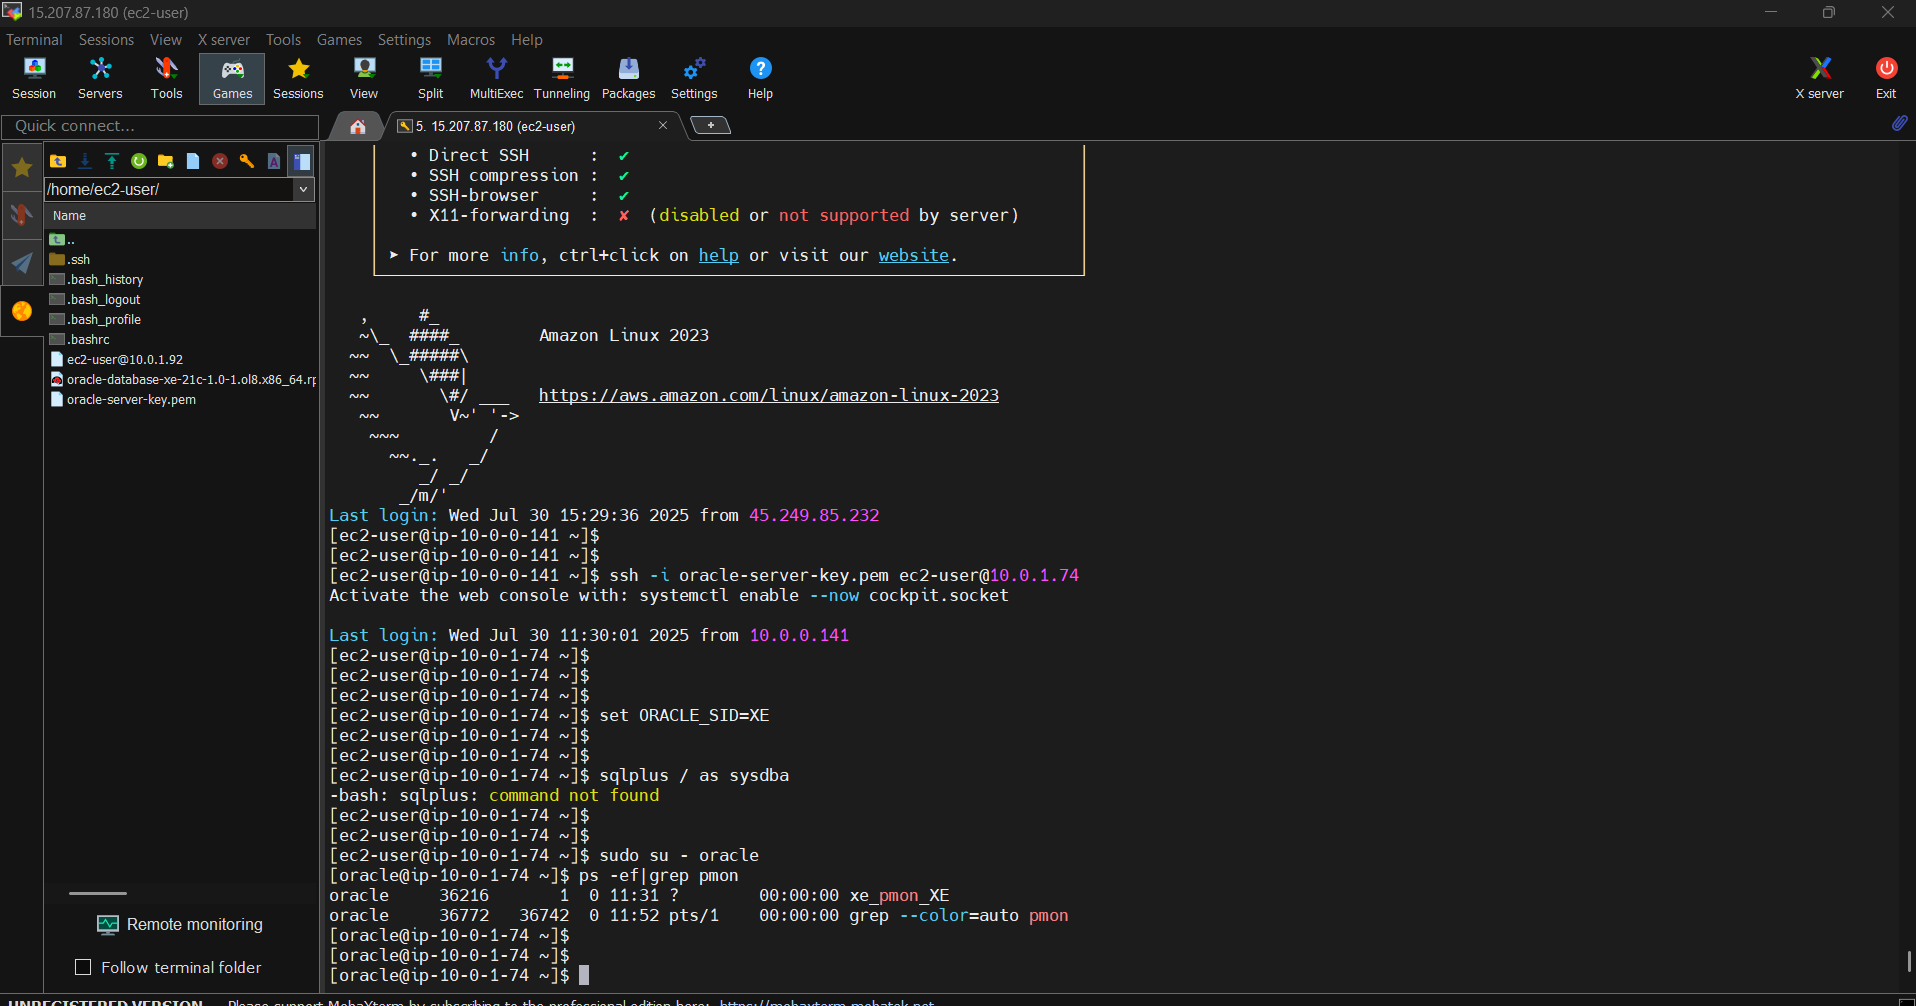 15.207.87.180 (ec2-user)
Terminal Sessions View X server Tools Games Settings Macros Help
Session Servers Tools Games Sessions View Split MultiExec Tunneling Packages Settings Help X server Exit
Quick connect...
5. 15.207.87.180 (ec2-user)
/home/ec2-user/
Name
..
.ssh
.bash_history
.bash_logout
.bash_profile
.bashrc
ec2-user@10.0.1.92
oracle-database-xe-21c-1.0-1.ol8.x86_64.rp
oracle-server-key.pem
Remote monitoring
Follow terminal folder
• Direct SSH      :  ✔
• SSH compression :  ✔
• SSH-browser     :  ✔
• X11-forwarding  :  ✘  (disabled or not supported by server)
➤ For more info, ctrl+click on help or visit our website.
   ,     #_
   ~\_  ####_        Amazon Linux 2023
  ~~  \_#####\
  ~~     \###|
  ~~       \#/ ___   https://aws.amazon.com/linux/amazon-linux-2023
   ~~       V~' '->
    ~~~         /
      ~~._.   _/
         _/ _/
       _/m/'
Last login: Wed Jul 30 15:29:36 2025 from 45.249.85.232
[ec2-user@ip-10-0-0-141 ~]$
[ec2-user@ip-10-0-0-141 ~]$
[ec2-user@ip-10-0-0-141 ~]$ ssh -i oracle-server-key.pem ec2-user@10.0.1.74
Activate the web console with: systemctl enable --now cockpit.socket
Last login: Wed Jul 30 11:30:01 2025 from 10.0.0.141
[ec2-user@ip-10-0-1-74 ~]$
[ec2-user@ip-10-0-1-74 ~]$
[ec2-user@ip-10-0-1-74 ~]$
[ec2-user@ip-10-0-1-74 ~]$ set ORACLE_SID=XE
[ec2-user@ip-10-0-1-74 ~]$
[ec2-user@ip-10-0-1-74 ~]$
[ec2-user@ip-10-0-1-74 ~]$ sqlplus / as sysdba
-bash: sqlplus: command not found
[ec2-user@ip-10-0-1-74 ~]$
[ec2-user@ip-10-0-1-74 ~]$
[ec2-user@ip-10-0-1-74 ~]$ sudo su - oracle
[oracle@ip-10-0-1-74 ~]$ ps -ef|grep pmon
oracle     36216       1  0 11:31 ?        00:00:00 xe_pmon_XE
oracle     36772   36742  0 11:52 pts/1    00:00:00 grep --color=auto pmon
[oracle@ip-10-0-1-74 ~]$
[oracle@ip-10-0-1-74 ~]$
[oracle@ip-10-0-1-74 ~]$
UNREGISTERED VERSION - Please support MobaXterm by subscribing to the professional edition here: https://mobaxterm.mobatek.net